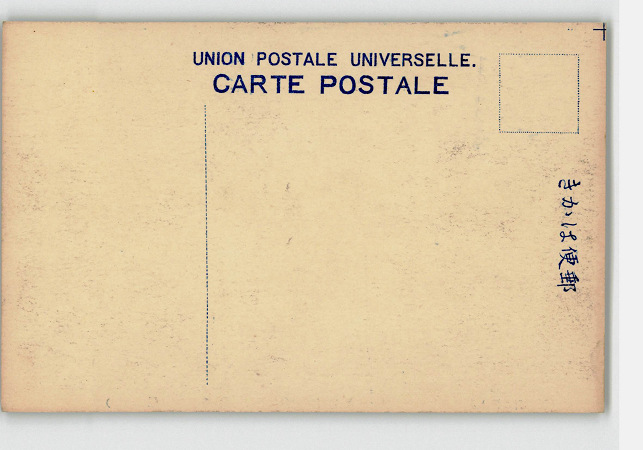 UNION POSTALE UNIVERSELLE.
CARTE POSTALE
郵便はかき